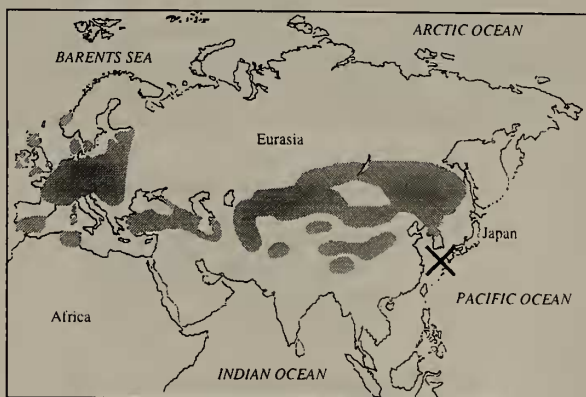 ARCTIC OCEAN
BARENTS SEA
Eurasia
Japan
PACIFIC OCEAN
Africa
INDIAN OCEAN